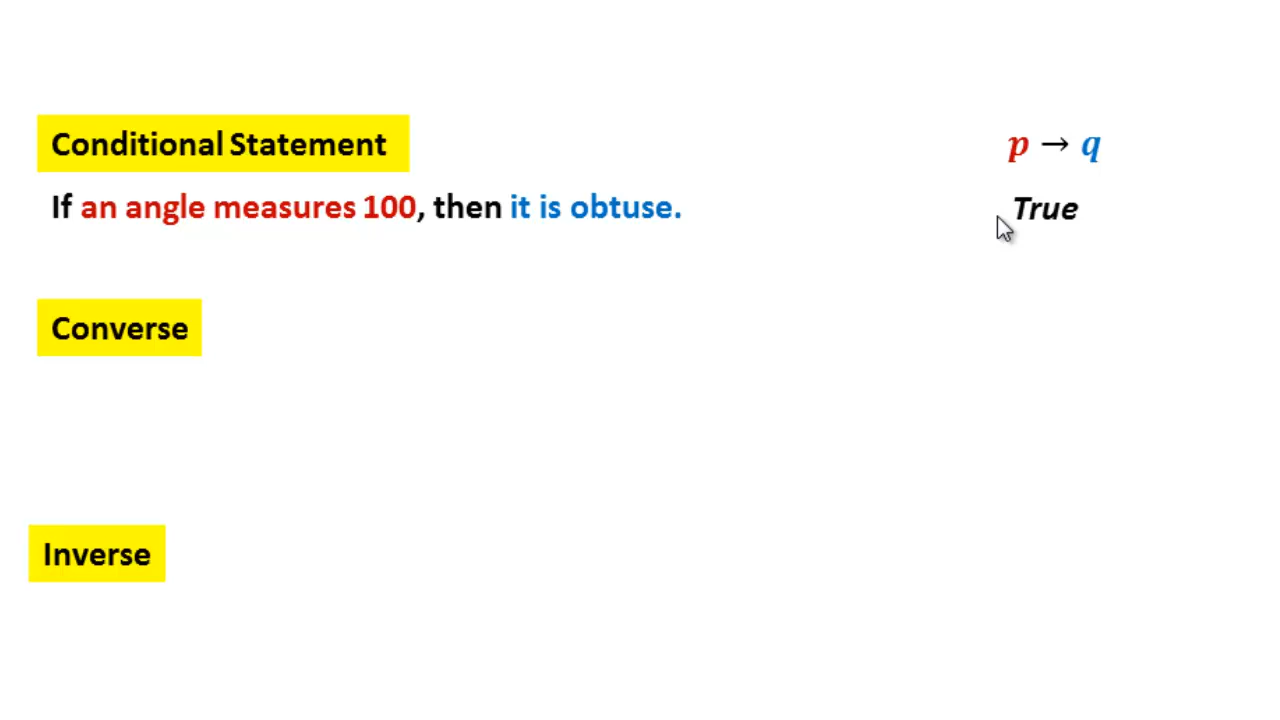 Conditional Statement
p → q
If an angle measures 100, then it is obtuse.
True
Converse
Inverse